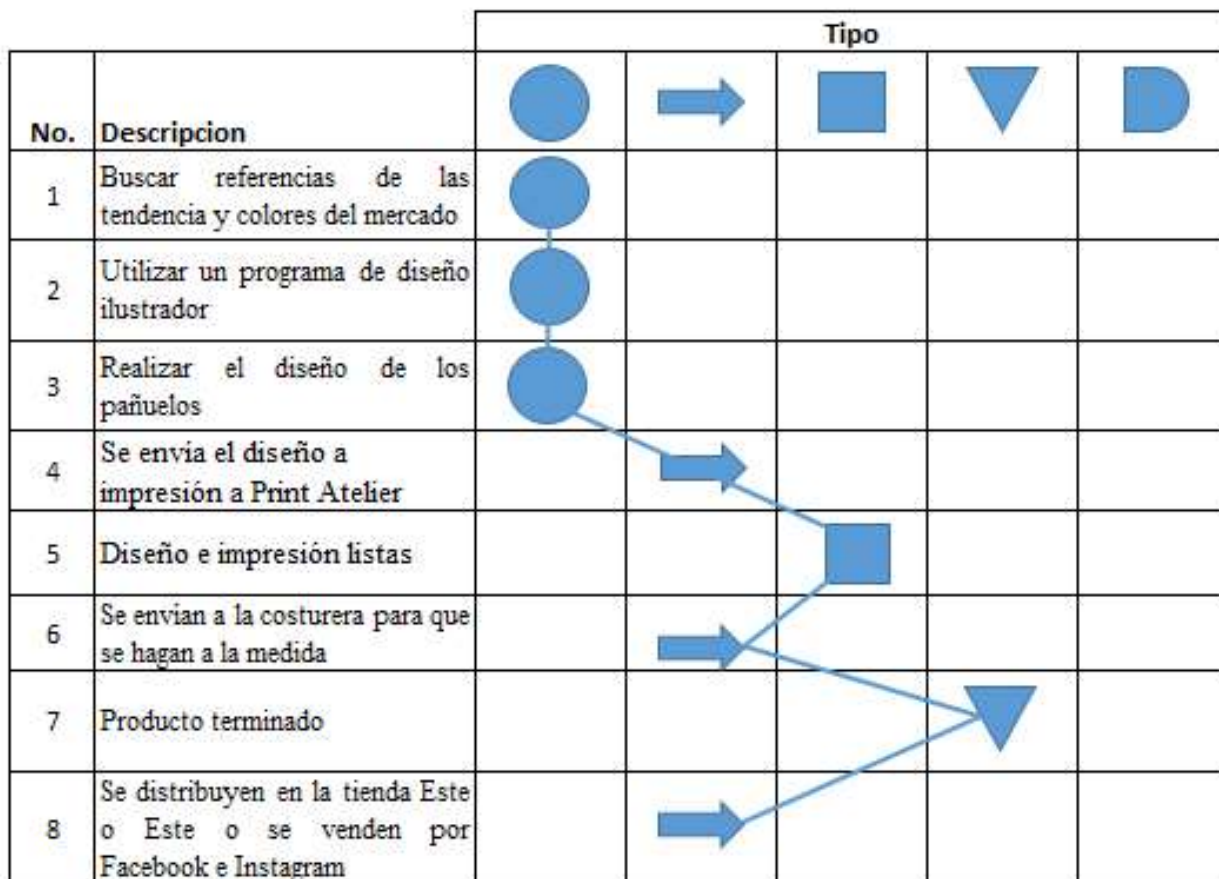 Tipo
No. Descripcion
1 Buscar referencias de las
tendencia y colores del mercado
2 Utilizar un programa de diseño
ilustrador
3 Realizar el diseño de los
pañuelos
4 Se envía el diseño a
impresión a Print Atelier
5 Diseño e impresión listas
6 Se envían a la costurera para que
se hagan a la medida
7 Producto terminado
8 Se distribuyen en la tienda Este
o Este o se venden por
Facebook e Instagram